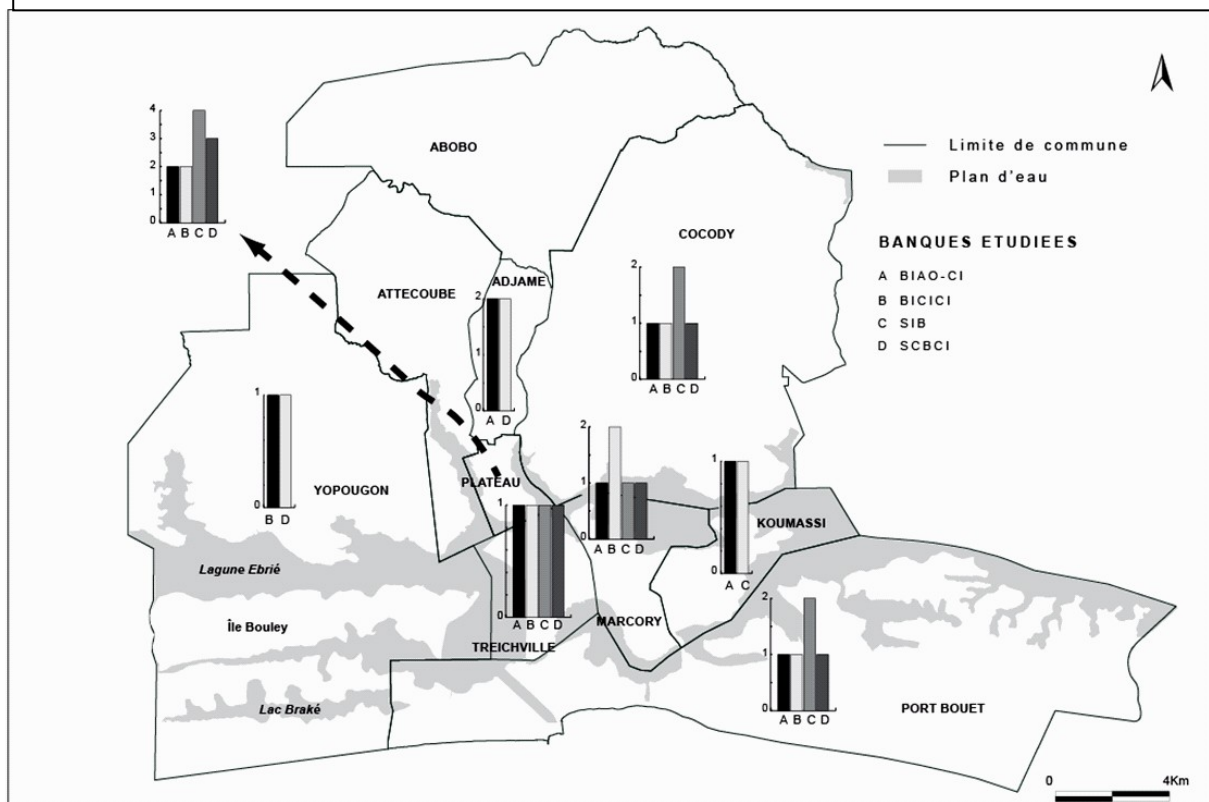 ABOBO
Limite de commune
Plan d'eau
COCODY
BANQUES ETUDIEES
A BIAO-CI
B BICICI
C SIB
D SCBCI
4
3
2
1
0
A B C D
ATTECOUBE
ADJAME
2
1
0
A D
2
1
0
A B C D
1
0
B D
YOPOUGON
PLATEAU
1
0
A B C D
2
1
0
A B C D
1
0
A C
KOUMASSI
Lagune Ebrié
Île Bouley
TREICHVILLE
MARCORY
2
1
0
A B C D
Lac Braké
PORT BOUET
0 4Km